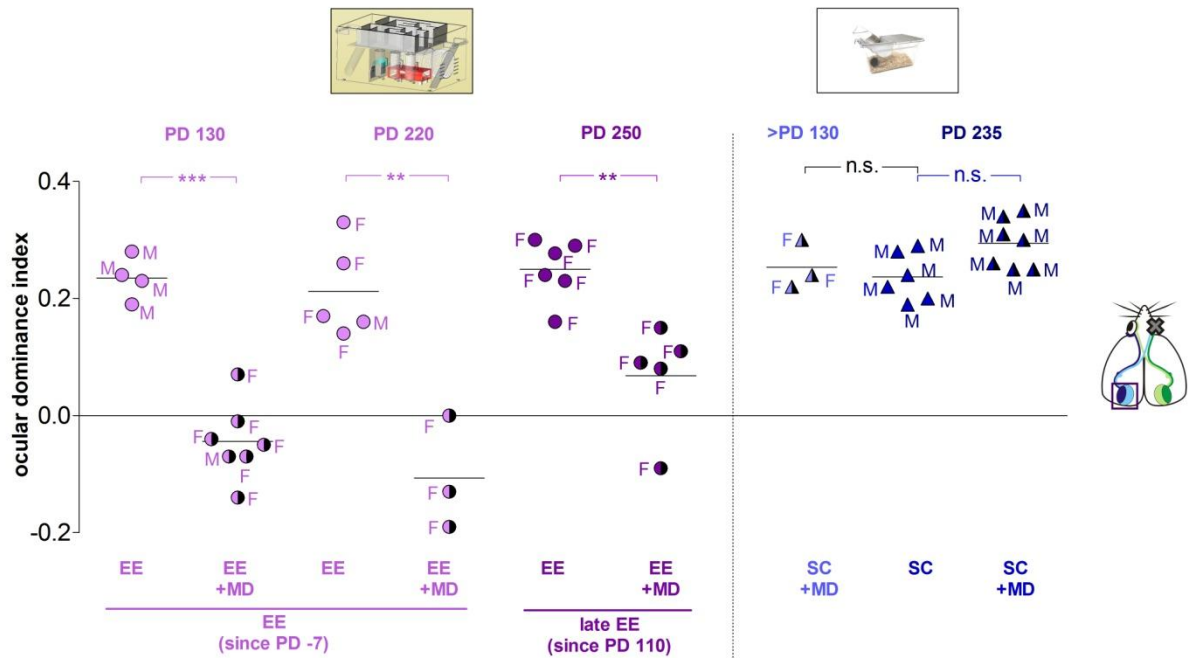 PD 130 PD 220 PD 250 >PD 130 PD 235
*** ** ** n.s. n.s.
ocular dominance index
0.4
0.2
0.0
-0.2
M M M M
F F F M F F
F F F M F
F F F
F F F F F F
F F F F F
F F F
M M M M M M
M M M M M M M M
EE EE EE EE EE EE SC SC SC
+MD +MD +MD +MD +MD
EE late EE
(since PD -7) (since PD 110)